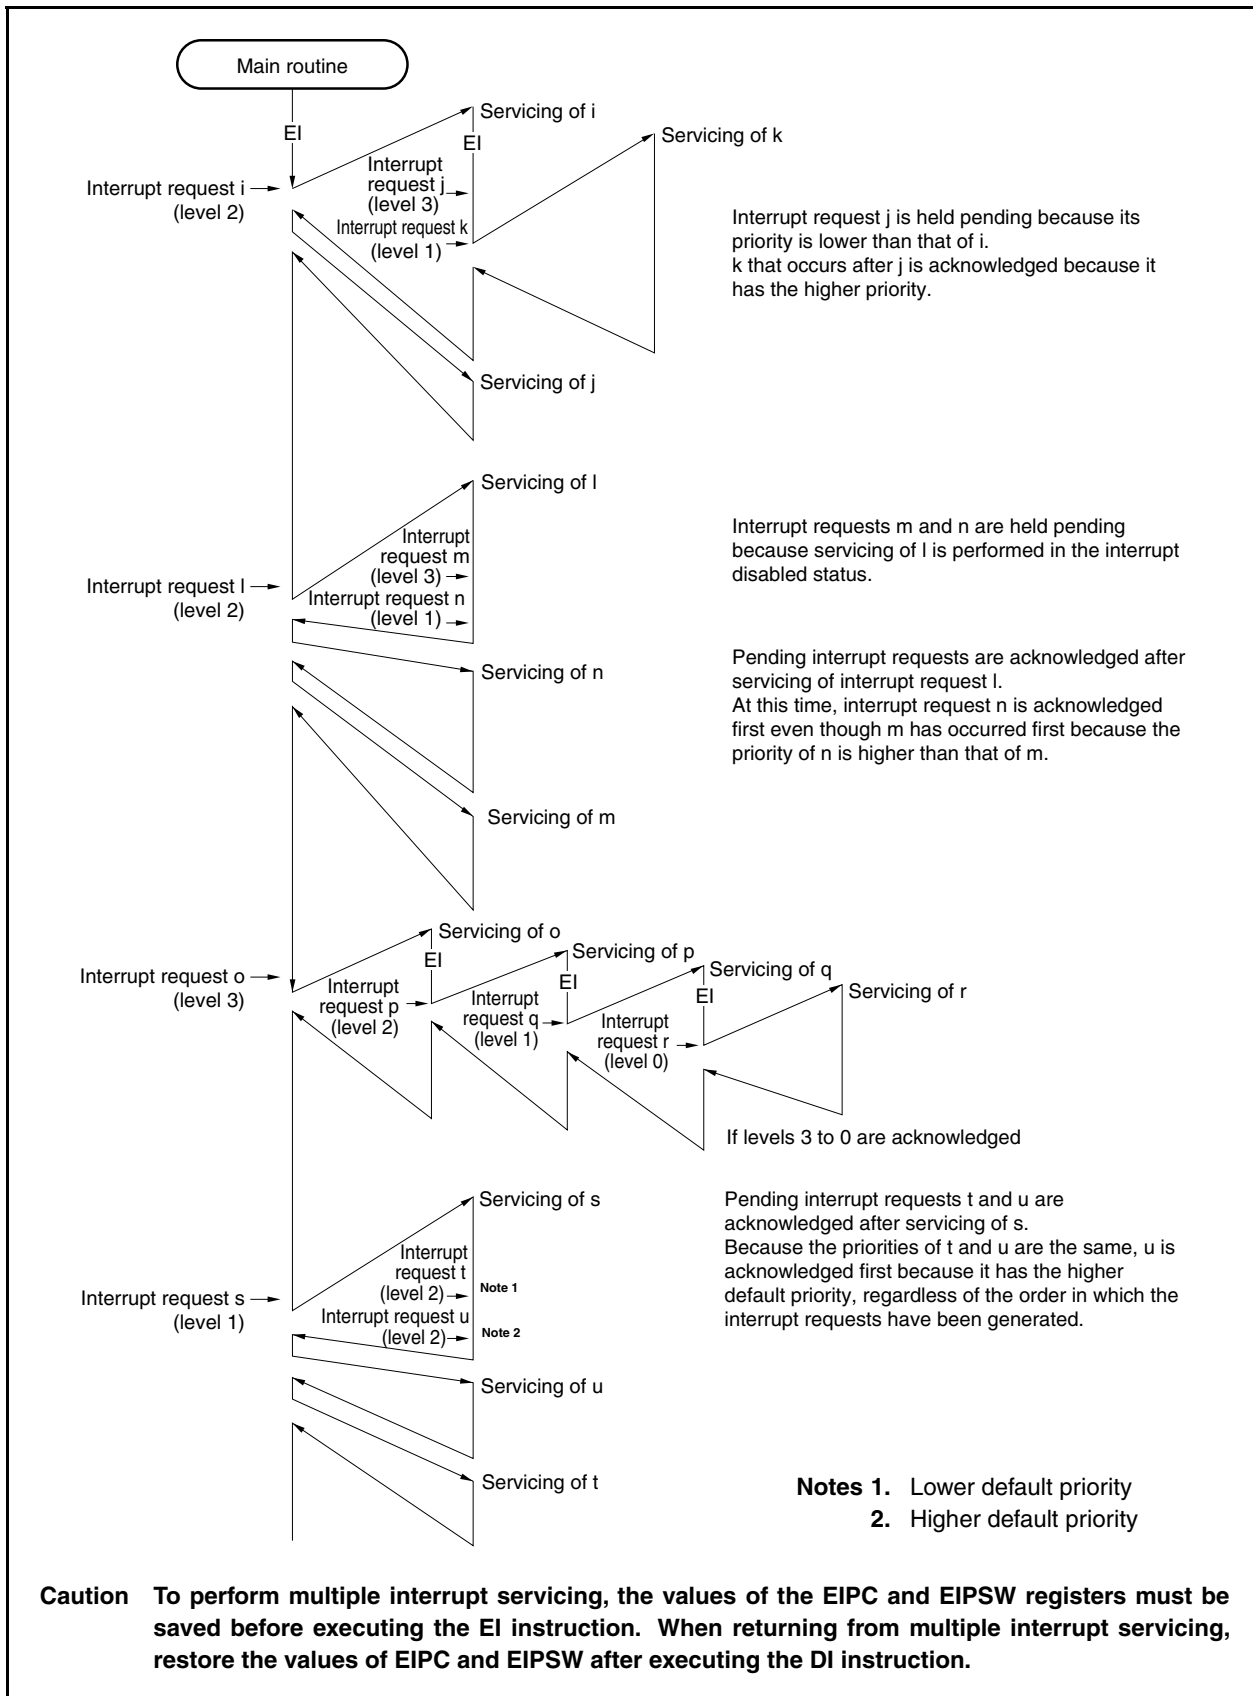 Main routine
EI
Servicing of i
EI
Servicing of k
Interrupt
request j
(level 3)
Interrupt request i
(level 2)
Interrupt request k
(level 1)
Interrupt request j is held pending because its
priority is lower than that of i.
k that occurs after j is acknowledged because it
has the higher priority.
Servicing of j
Servicing of l
Interrupt
request m
(level 3)
Interrupt request l
(level 2)
Interrupt request n
(level 1)
Interrupt requests m and n are held pending
because servicing of l is performed in the interrupt
disabled status.
Servicing of n
Pending interrupt requests are acknowledged after
servicing of interrupt request l.
At this time, interrupt request n is acknowledged
first even though m has occurred first because the
priority of n is higher than that of m.
Servicing of m
Servicing of o
EI
Servicing of p
EI
Servicing of q
EI
Servicing of r
Interrupt request o
(level 3)
Interrupt
request p
(level 2)
Interrupt
request q
(level 1)
Interrupt
request r
(level 0)
If levels 3 to 0 are acknowledged
Servicing of s
Interrupt
request t
(level 2)
Note 1
Interrupt request s
(level 1)
Interrupt request u
(level 2)
Note 2
Pending interrupt requests t and u are
acknowledged after servicing of s.
Because the priorities of t and u are the same, u is
acknowledged first because it has the higher
default priority, regardless of the order in which the
interrupt requests have been generated.
Servicing of u
Servicing of t
Notes 1. Lower default priority
2. Higher default priority
Caution To perform multiple interrupt servicing, the values of the EIPC and EIPSW registers must be
saved before executing the EI instruction. When returning from multiple interrupt servicing,
restore the values of EIPC and EIPSW after executing the DI instruction.